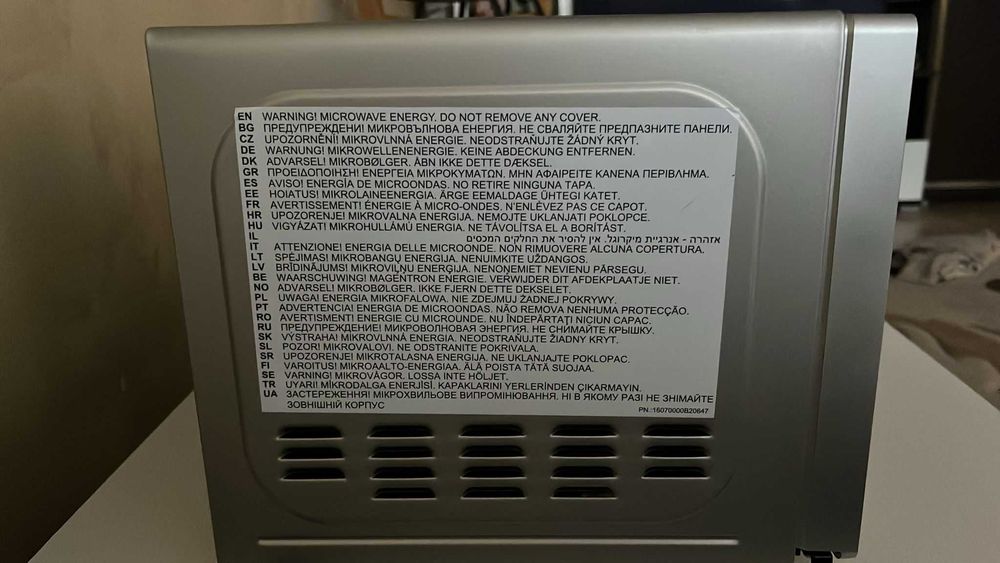 EN WARNING! MICROWAVE ENERGY. DO NOT REMOVE ANY COVER.
BG ПРЕДУПРЕЖДЕНИ! МИКРОВЪЛНОВА ЕНЕРГИЯ. НЕ СВАЛЯЙТЕ ПРЕДПАЗНИТЕ ПАНЕЛИ.
CZ UPOZORNĚNÍ! MIKROVLNNÁ ENERGIE. NEODSTRAŇUJTE ŽÁDNÝ KRYT.
DE WARNUNG! MIKROWELLENENERGIE. KEINE ABDECKUNG ENTFERNEN.
DK ADVARSEL! MIKROBØLGER. ÅBN IKKE DETTE DÆKSEL.
GR ΠΡΟΕΙΔΟΠΟΙΗΣΗ! ΕΝΕΡΓΕΙΑ ΜΙΚΡΟΚΥΜΑΤΩΝ. ΜΗΝ ΑΦΑΙΡΕΙΤΕ ΚΑΝΕΝΑ ΠΕΡΙΒΛΗΜΑ.
ES AVISO! ENERGÍA DE MICROONDAS. NO RETIRE NINGUNA TAPA.
EE HOIATUS! MIKROLAINEENERGIA. ÄRGE EEMALDAGE ÜHTEGI KATET.
FR AVERTISSEMENT! ÉNERGIE À MICRO-ONDES. N'ENLÉVEZ PAS CE CAPOT.
HR UPOZORENJE! MIKROVALNA ENERGIJA. NEMOJTE UKLANJATI POKLOPCE.
HU VIGYÁZAT! MIKROHULLÁMÚ ENERGIA. NE TÁVOLÍTSA EL A BORÍTÁST.
IL אזהרה - אנרגיית מיקרוגל. אין להסיר את החלקים המכסים
IT ATTENZIONE! ENERGIA DELLE MICROONDE. NON RIMUOVERE ALCUNA COPERTURA.
LT SPĖJIMAS! MIKROBANGŲ ENERGIJA. NENUIMKITE UŽDANGOS.
LV BRĪDINĀJUMS! MIKROVIĻŅU ENERĢIJA. NENOŅEMIET NEVIENU PĀRSEGU.
BE WAARSCHUWING! MAGENTRON ENERGIE. VERWIJDER DIT AFDEKPLAATJE NIET.
NO ADVARSEL! MIKROBØLGER. IKKE FJERN DETTE DEKSELET.
PL UWAGA! ENERGIA MIKROFALOWA. NIE ZDEJMUJ ŻADNEJ POKRYWY.
PT ADVERTENCIA! ENERGIA DE MICROONDAS. NÃO REMOVA NENHUMA PROTECÇÃO.
RO AVERTISMENT! ENERGIE CU MICROUNDE. NU ÎNDEPĂRTAȚI NICIUN CAPAC.
RU ПРЕДУПРЕЖДЕНИЕ! МИКРОВОЛНОВАЯ ЭНЕРГИЯ. НЕ СНИМАЙТЕ КРЫШКУ.
SK VÝSTRAHA! MIKROVLNNÁ ENERGIA. NEODSTRAŇUJTE ŽIADNY KRYT.
SL POZOR! MIKROVALOVI. NE ODSTRANITE POKRIVALA.
SR UPOZORENJE! MIKROTALASNA ENERGIJA. NE UKLANJAJTE POKLOPAC.
FI VAROITUS! MIKROAALTO-ENERGIAA. ÄLÄ POISTA TÄTÄ SUOJAA.
SE VARNING! MIKROVÅGOR. LOSSA INTE HÖLJET.
TR UYARI! MİKRODALGA ENERJİSİ. KAPAKLARINI YERLERİNDEN ÇIKARMAYIN.
UA ЗАСТЕРЕЖЕННЯ! МІКРОХВИЛЬОВЕ ВИПРОМІНЮВАННЯ. НІ В ЯКОМУ РАЗІ НЕ ЗНІМАЙТЕ
ЗОВНІШНІЙ КОРПУС
PN.:16070000B20647